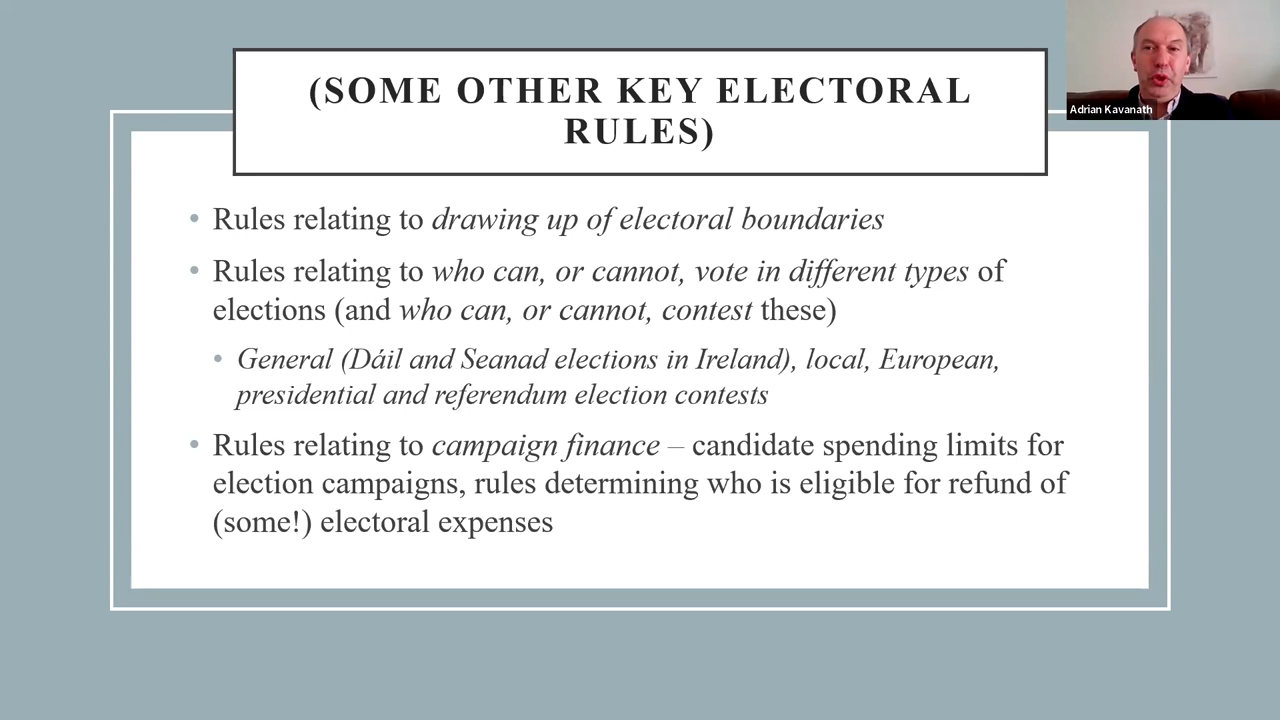 (SOME OTHER KEY ELECTORAL
RULES)
Adrian Kavanath
• Rules relating to drawing up of electoral boundaries
• Rules relating to who can, or cannot, vote in different types of
elections (and who can, or cannot, contest these)
• General (Dáil and Seanad elections in Ireland), local, European,
presidential and referendum election contests
• Rules relating to campaign finance – candidate spending limits for
election campaigns, rules determining who is eligible for refund of
(some!) electoral expenses